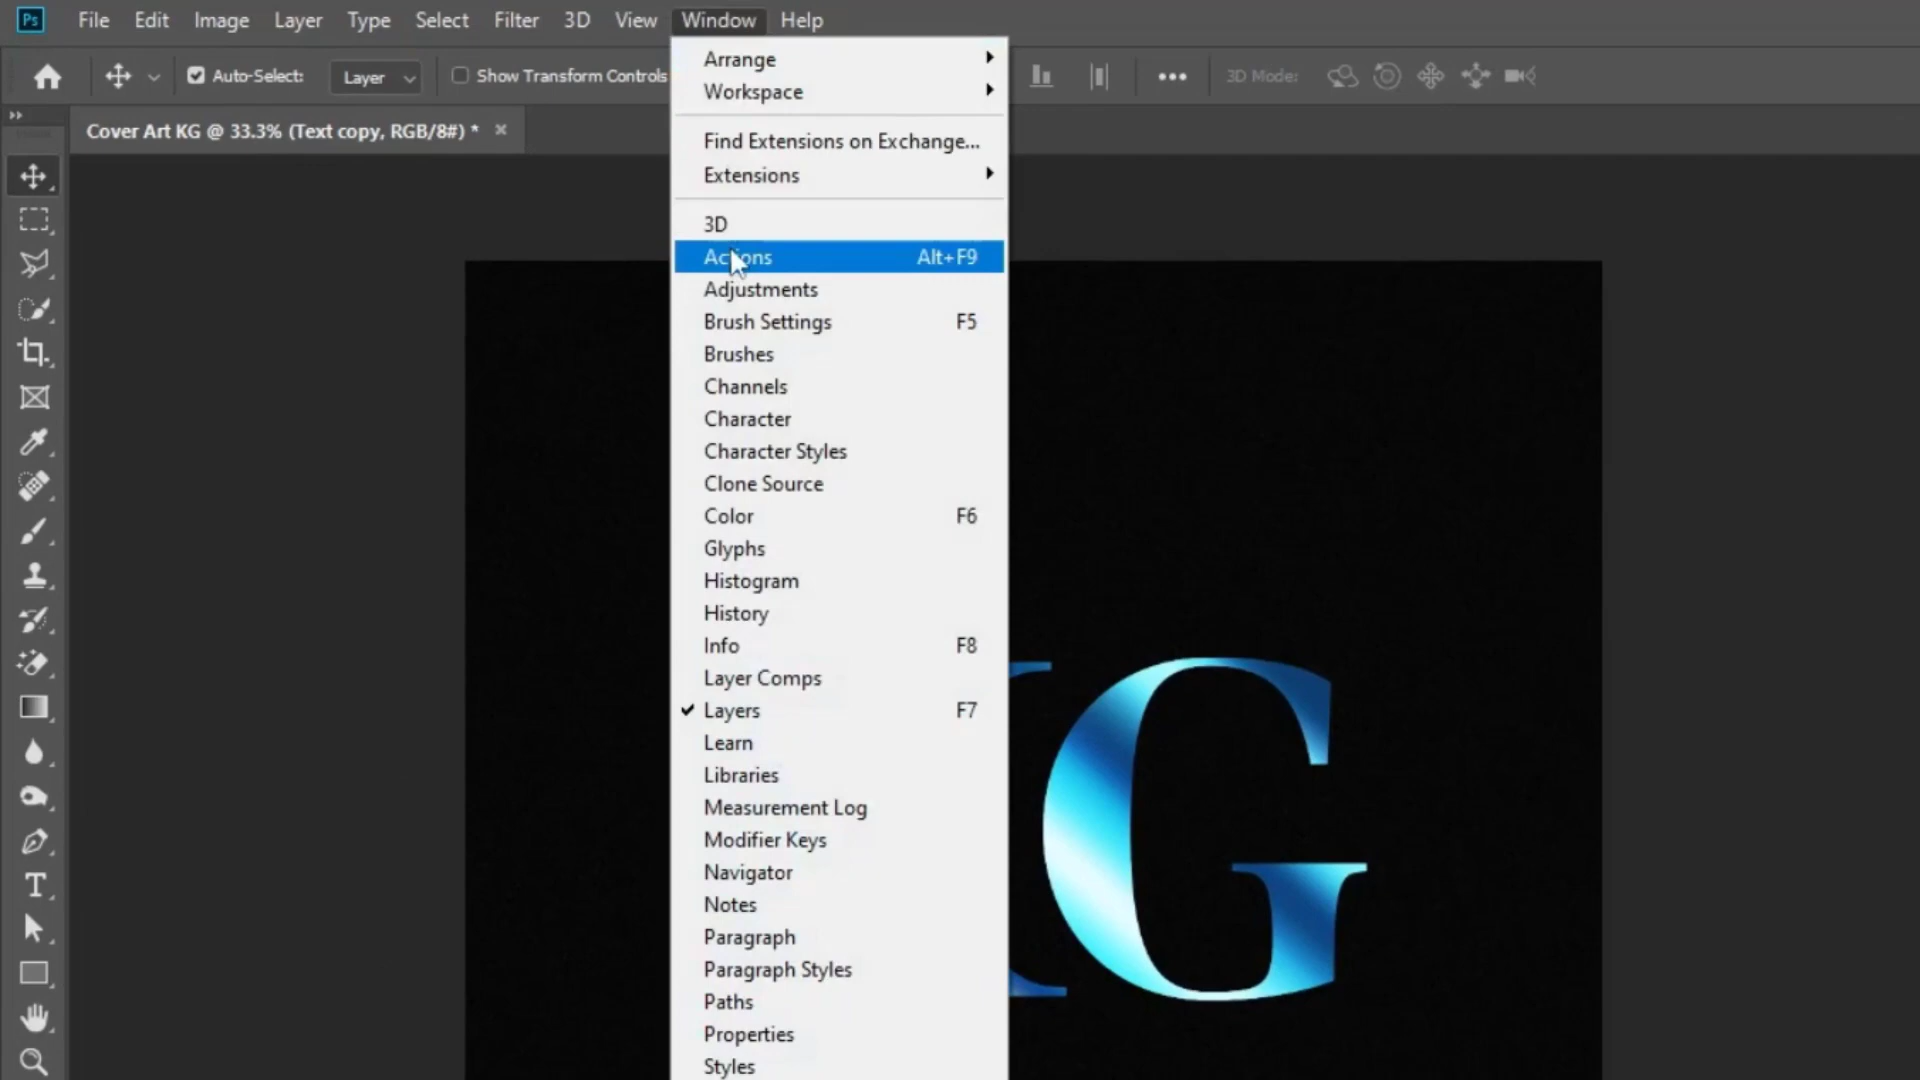 Ps File Edit Image Layer Type Select Filter 3D View Window Help
Auto-Select: Layer Show Transform Controls 3D Mode:
Cover Art KG @ 33.3% (Text copy, RGB/8#) *
Arrange
Workspace
Find Extensions on Exchange...
Extensions
3D
Actions Alt+F9
Adjustments
Brush Settings F5
Brushes
Channels
Character
Character Styles
Clone Source
Color F6
Glyphs
Histogram
History
Info F8
Layer Comps
Layers F7
Learn
Libraries
Measurement Log
Modifier Keys
Navigator
Notes
Paragraph
Paragraph Styles
Paths
Properties
Styles
G